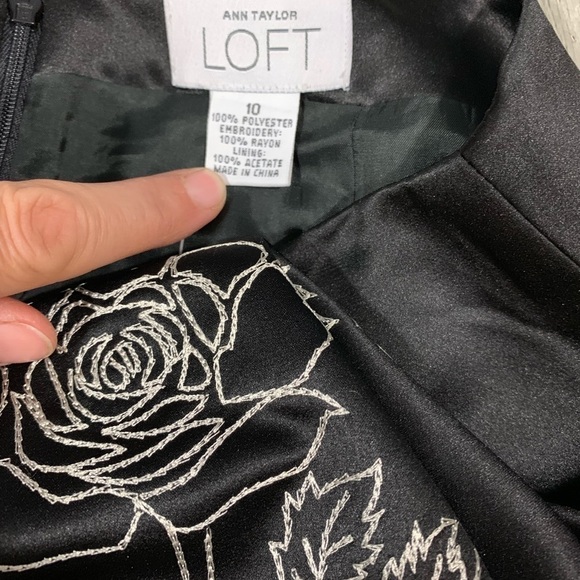 ANN TAYLOR
LOFT
10
100% POLYESTER
EMBROIDERY:
100% RAYON
LINING:
100% ACETATE
MADE IN CHINA